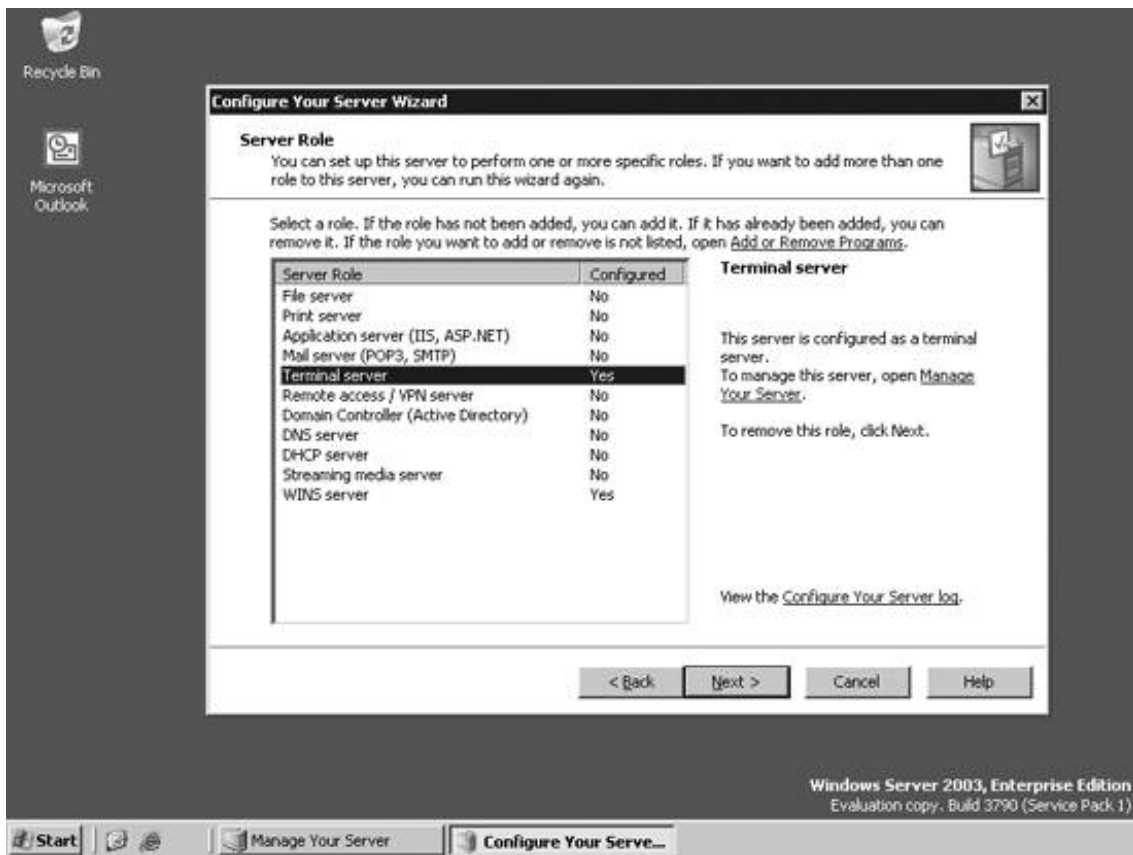 Recycle Bin
Microsoft
Outlook
Configure Your Server Wizard
Server Role
You can set up this server to perform one or more specific roles. If you want to add more than one
role to this server, you can run this wizard again.
Select a role. If the role has not been added, you can add it. If it has already been added, you can
remove it. If the role you want to add or remove is not listed, open Add or Remove Programs.
Server Role Configured
File server No
Print server No
Application server (IIS, ASP.NET) No
Mail server (POP3, SMTP) No
Terminal server Yes
Remote access / VPN server No
Domain Controller (Active Directory) No
DNS server No
DHCP server No
Streaming media server No
WINS server Yes
Terminal server
This server is configured as a terminal
server.
To manage this server, open Manage
Your Server.
To remove this role, click Next.
View the Configure Your Server log.
< Back Next > Cancel Help
Windows Server 2003, Enterprise Edition
Evaluation copy. Build 3790 (Service Pack 1)
Start Manage Your Server Configure Your Serve...